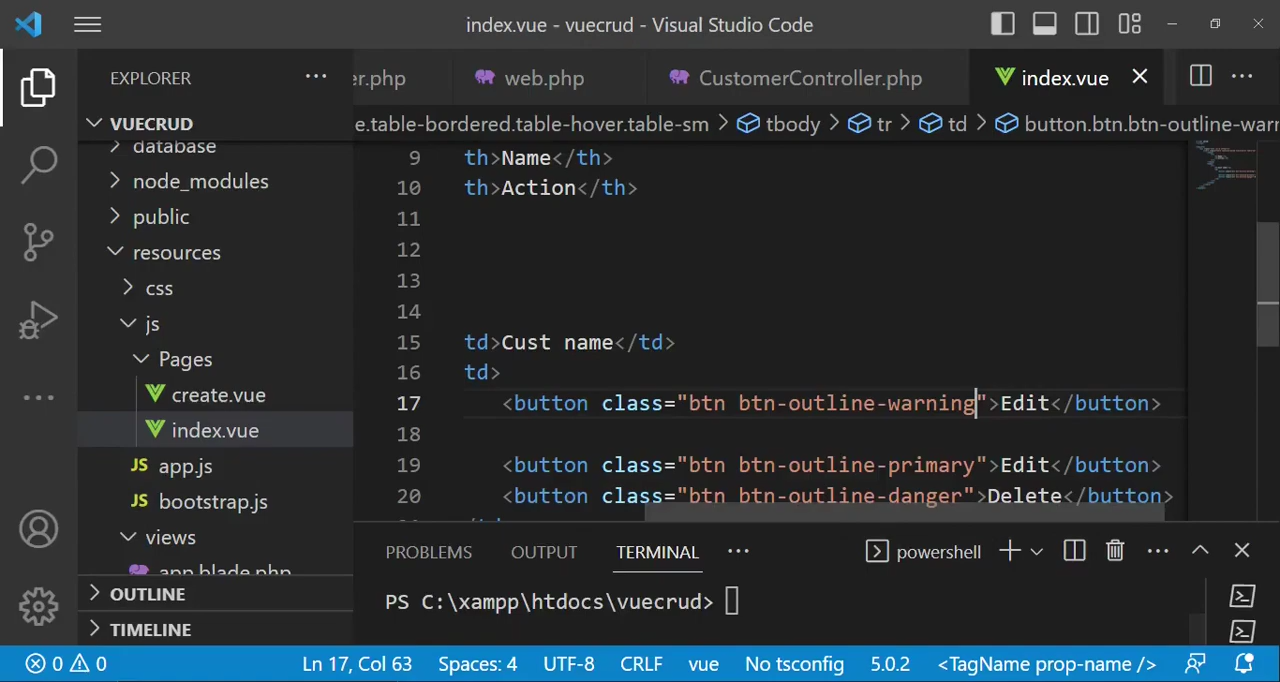 index.vue - vuecrud - Visual Studio Code
EXPLORER
VUECRUD
database
node_modules
public
resources
css
js
Pages
create.vue
index.vue
JS app.js
JS bootstrap.js
views
app.blade.php
OUTLINE
TIMELINE
er.php
web.php
CustomerController.php
index.vue
e.table-bordered.table-hover.table-sm > tbody > tr > td > button.btn.btn-outline-warr
9 th>Name</th>
10 th>Action</th>
11
12
13
14
15 td>Cust name</td>
16 td>
17 <button class="btn btn-outline-warning">Edit</button>
18
19 <button class="btn btn-outline-primary">Edit</button>
20 <button class="btn btn-outline-danger">Delete</button>
PROBLEMS OUTPUT TERMINAL
powershell
PS C:\xampp\htdocs\vuecrud>
0 0 Ln 17, Col 63 Spaces: 4 UTF-8 CRLF vue No tsconfig 5.0.2 <TagName prop-name />